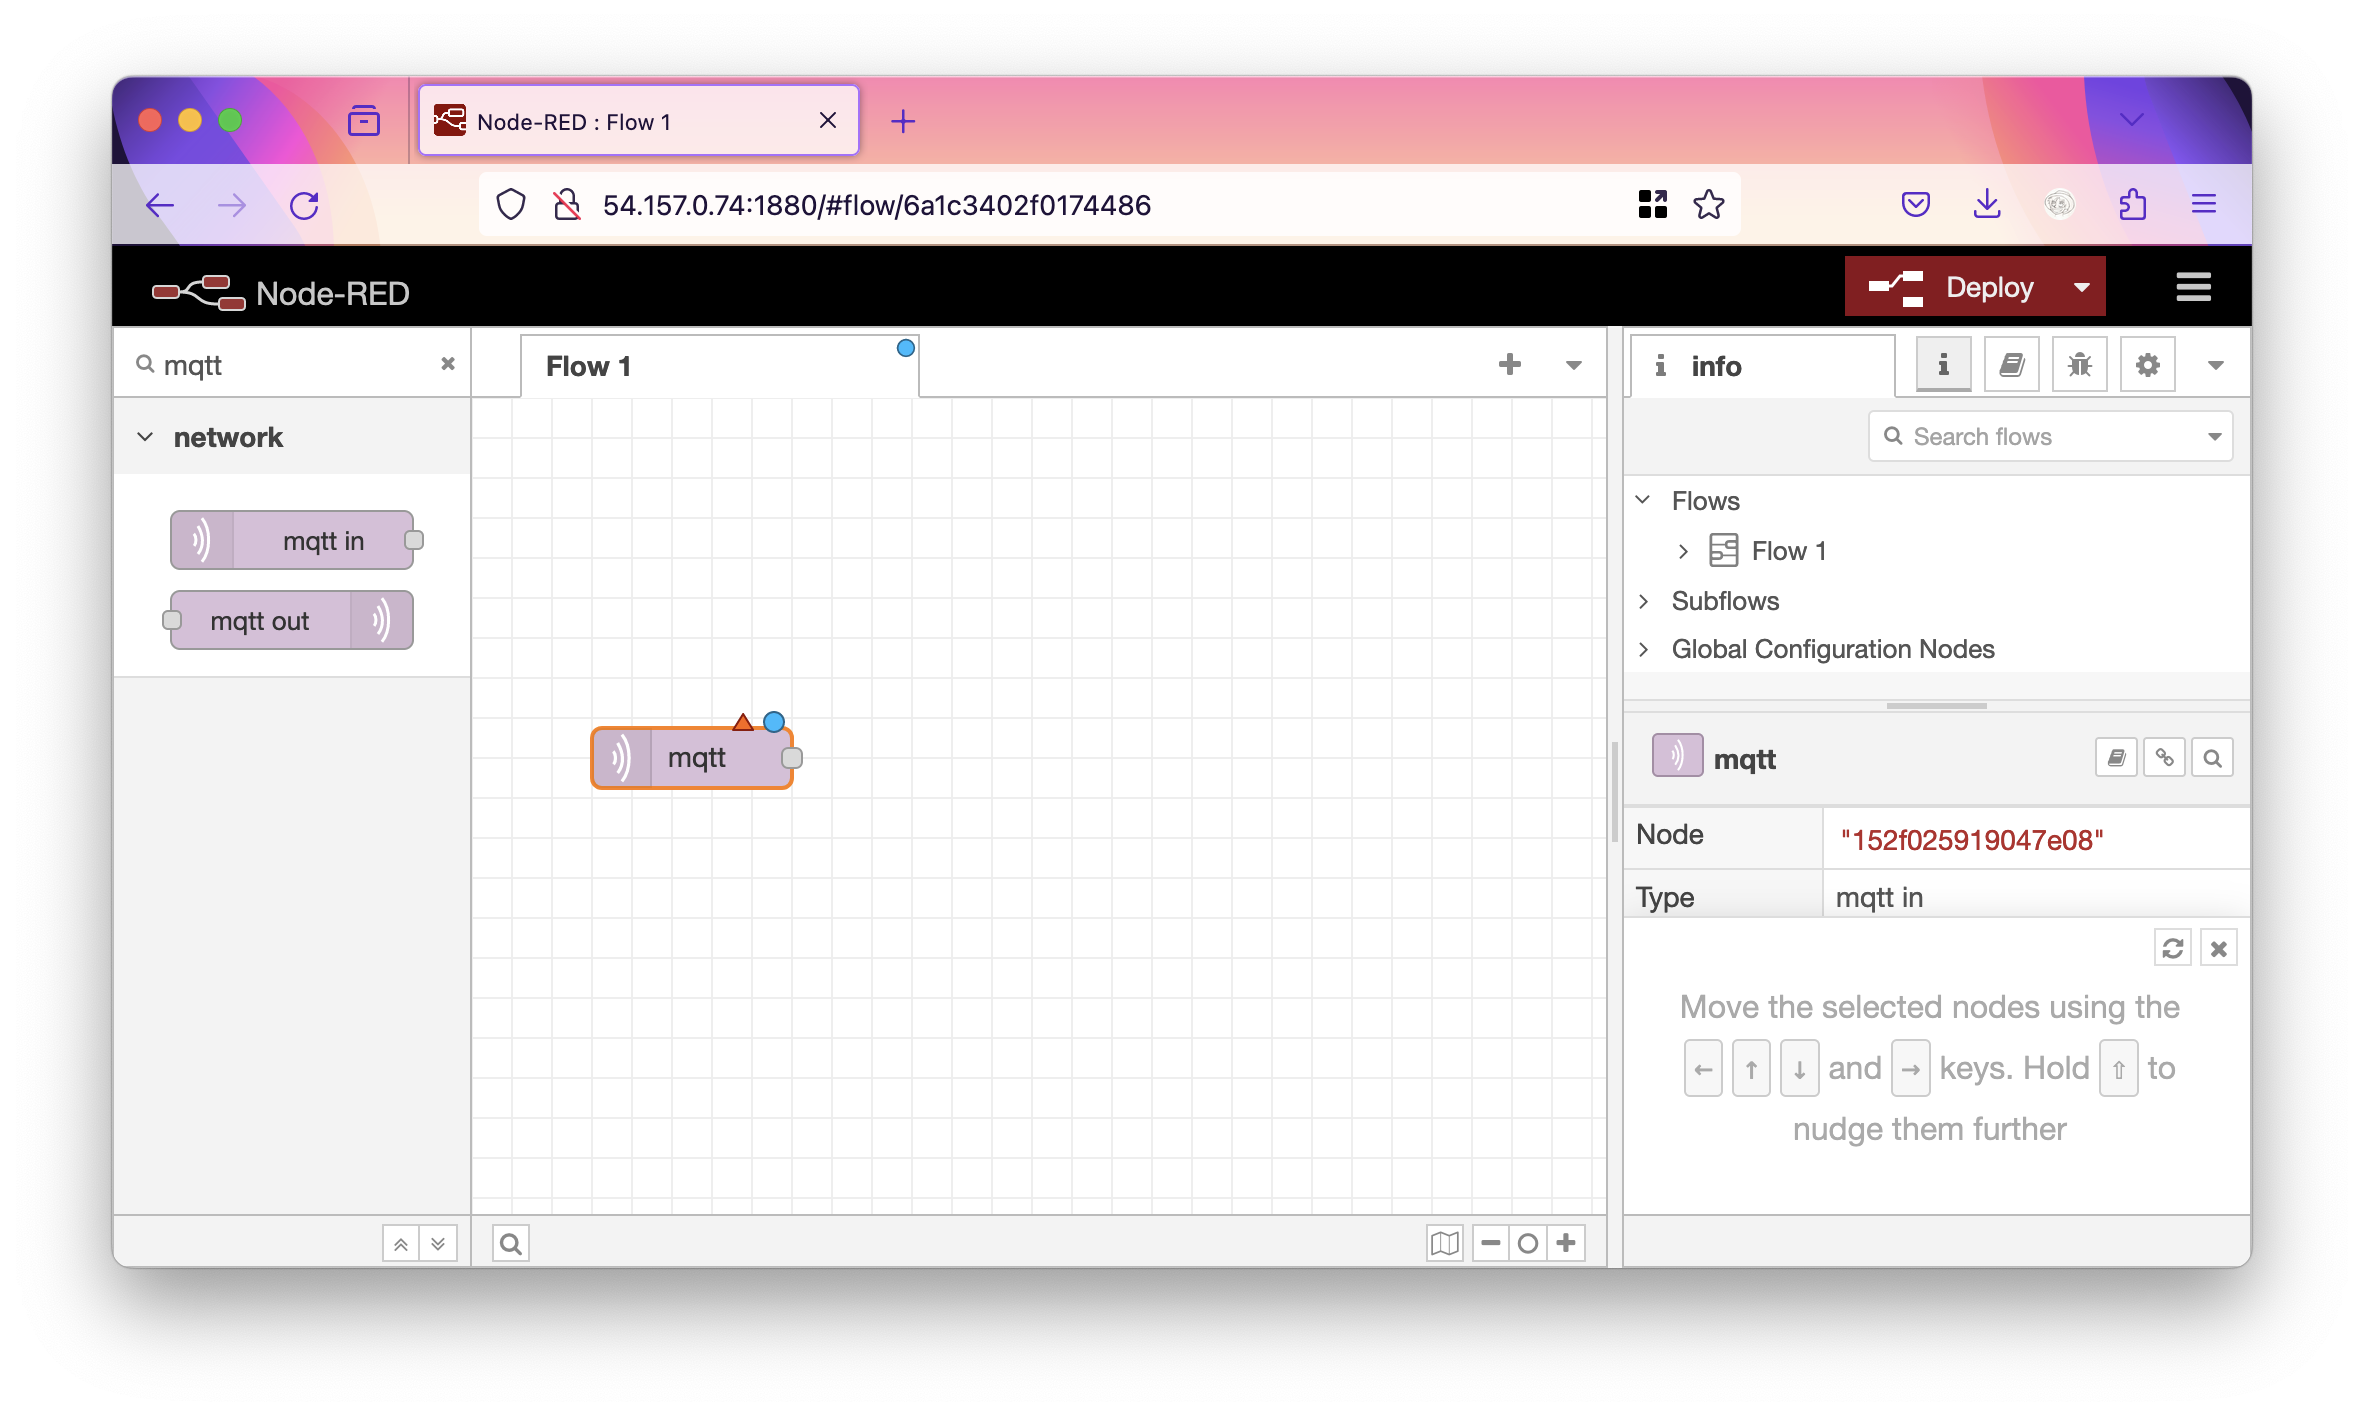 Node-RED : Flow 1
54.157.0.74:1880/#flow/6a1c3402f0174486
Node-RED
Deploy
mqtt
Flow 1
info
network
Search flows
mqtt in
mqtt out
Flows
Flow 1
Subflows
Global Configuration Nodes
mqtt
mqtt
Node
"152f025919047e08"
Type
mqtt in
Move the selected nodes using the
← ↑ ↓ and → keys. Hold ⇧ to
nudge them further